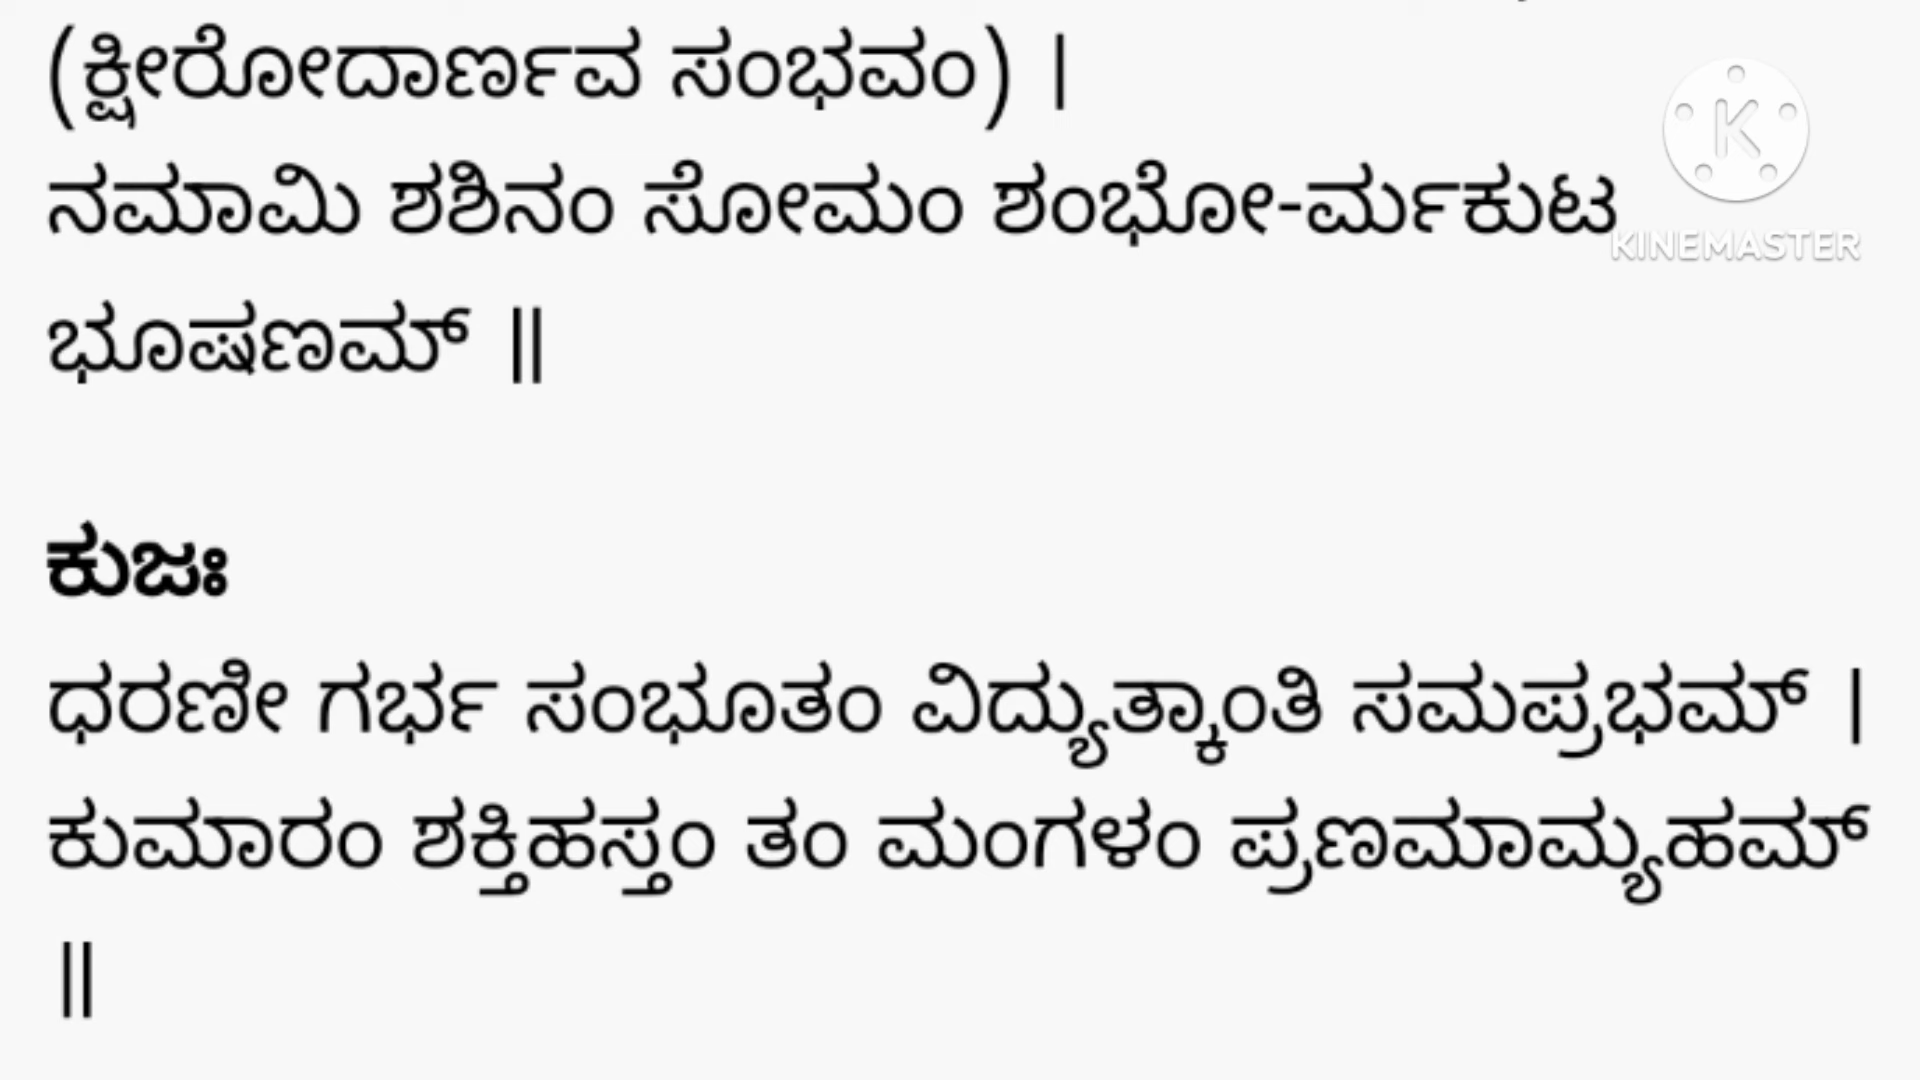 (ಕ್ಷೀರೋದಾರ್ಣವ ಸಂಭವಂ) |
ನಮಾಮಿ ಶಶಿನಂ ಸೋಮಂ ಶಂಭೋ-ರ್ಮಕುಟ
KINEMASTER
ಭೂಷಣಮ್ ‖
ಕುಜಃ
ಧರಣೀ ಗರ್ಭ ಸಂಭೂತಂ ವಿದ್ಯುತ್ಕಾಂತಿ ಸಮಪ್ರಭಮ್ |
ಕುಮಾರಂ ಶಕ್ತಿಹಸ್ತಂ ತಂ ಮಂಗಳಂ ಪ್ರಣಮಾಮ್ಯಹಮ್
‖